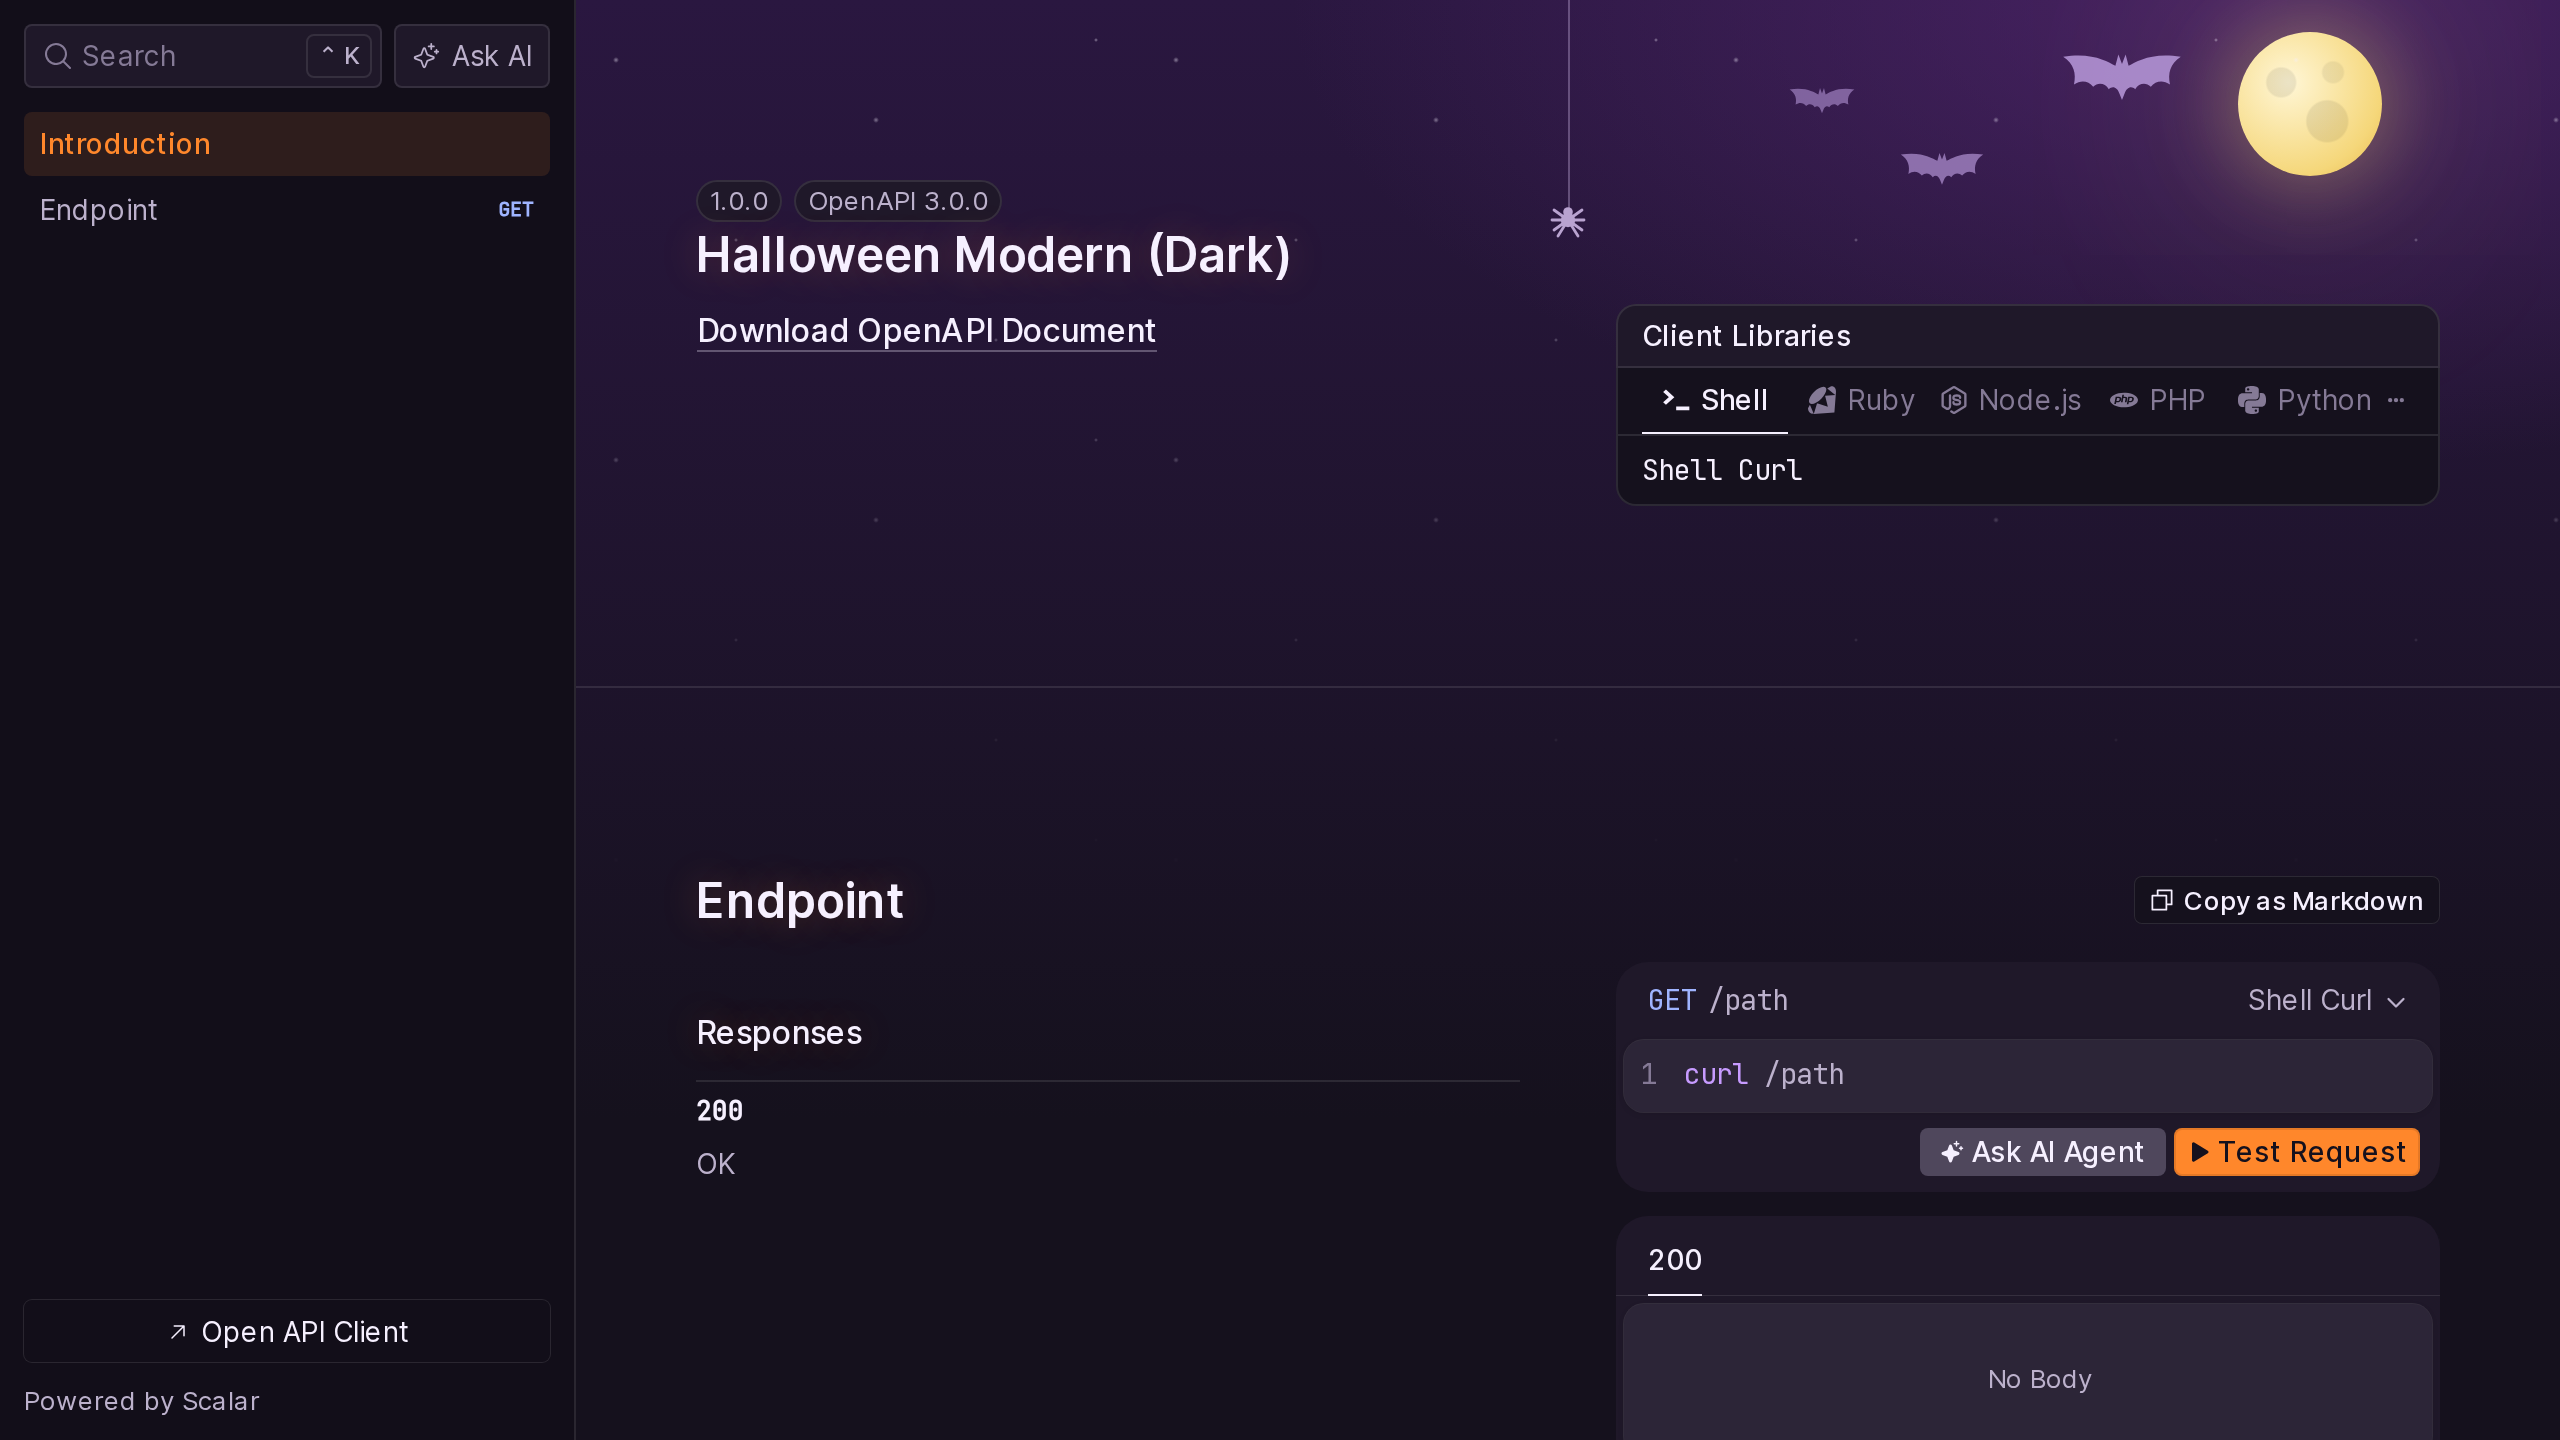 Search
^ K
Ask AI
Introduction
Endpoint GET
1.0.0 OpenAPI 3.0.0
Halloween Modern (Dark)
Download OpenAPI Document
Client Libraries
Shell Ruby Node.js PHP Python ···
Shell Curl
Endpoint
Copy as Markdown
Responses
200
OK
GET /path
Shell Curl
1 curl /path
Ask AI Agent
Test Request
200
No Body
Open API Client
Powered by Scalar